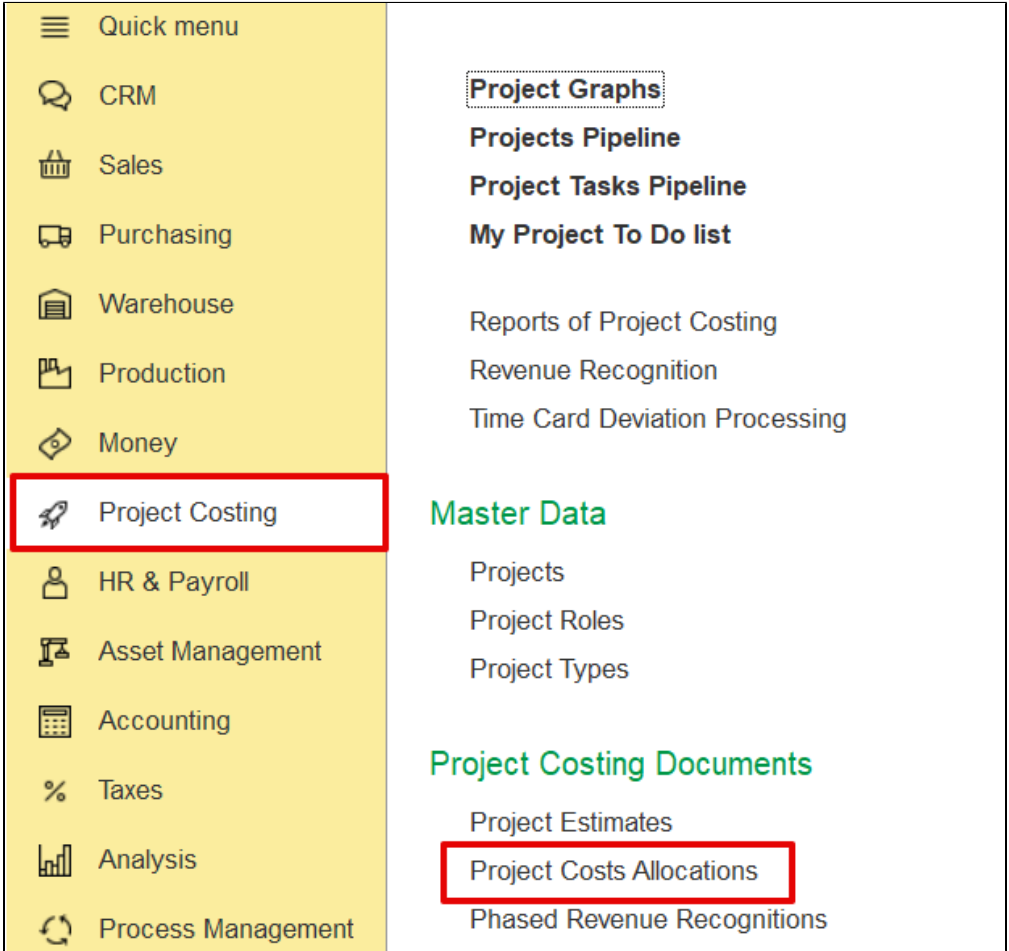 Quick menu
CRM
Sales
Purchasing
Warehouse
Production
Money
Project Costing
HR & Payroll
Asset Management
Accounting
Taxes
Analysis
Process Management
Project Graphs
Projects Pipeline
Project Tasks Pipeline
My Project To Do list
Reports of Project Costing
Revenue Recognition
Time Card Deviation Processing
Master Data
Projects
Project Roles
Project Types
Project Costing Documents
Project Estimates
Project Costs Allocations
Phased Revenue Recognitions